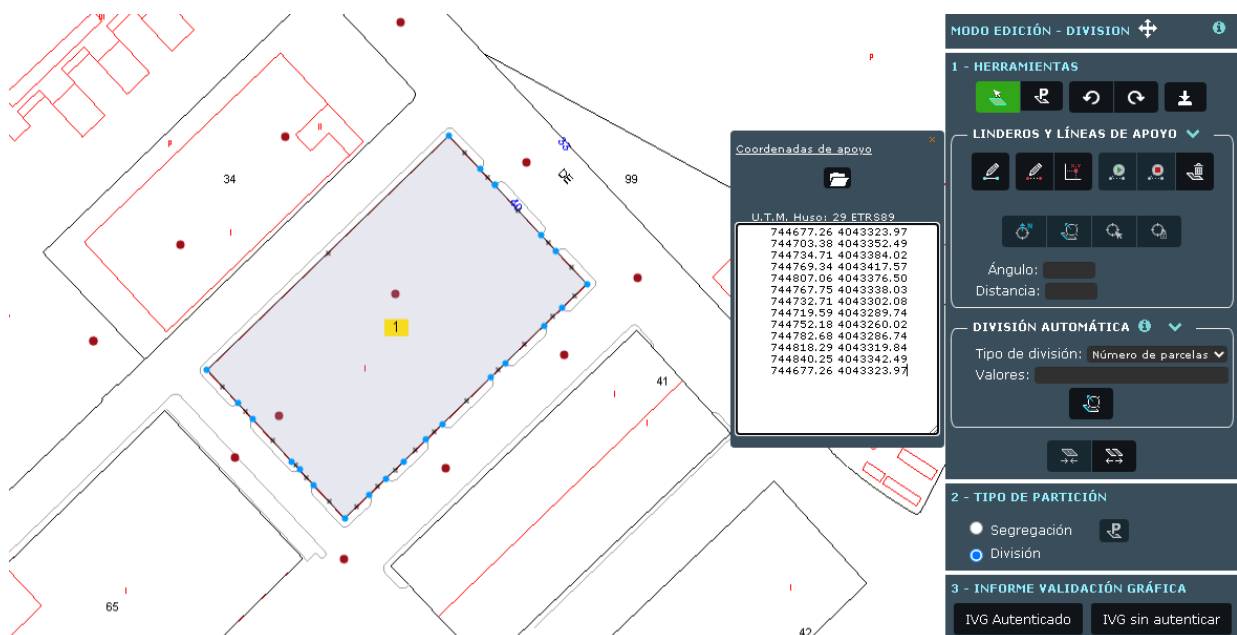 MODO EDICIÓN - DIVISION
1 - HERRAMIENTAS
LINDEROS Y LÍNEAS DE APOYO
X,Y
N
Ángulo:
Distancia:
DIVISIÓN AUTOMÁTICA
Tipo de división: Número de parcelas
Valores:
2 - TIPO DE PARTICIÓN
Segregación
División
3 - INFORME VALIDACIÓN GRÁFICA
IVG Autenticado IVG sin autenticar
Coordenadas de apoyo
U.T.M. Huso: 29 ETRS89
744677.26 4043323.97
744703.38 4043352.49
744734.71 4043384.02
744769.34 4043417.57
744807.06 4043376.50
744767.75 4043338.03
744732.71 4043302.08
744719.59 4043289.74
744752.18 4043260.02
744782.68 4043286.74
744818.29 4043319.84
744840.25 4043342.49
744677.26 4043323.97
P
P
II
34
I
99
DE
1
I
41
I
I
65
I
I
42